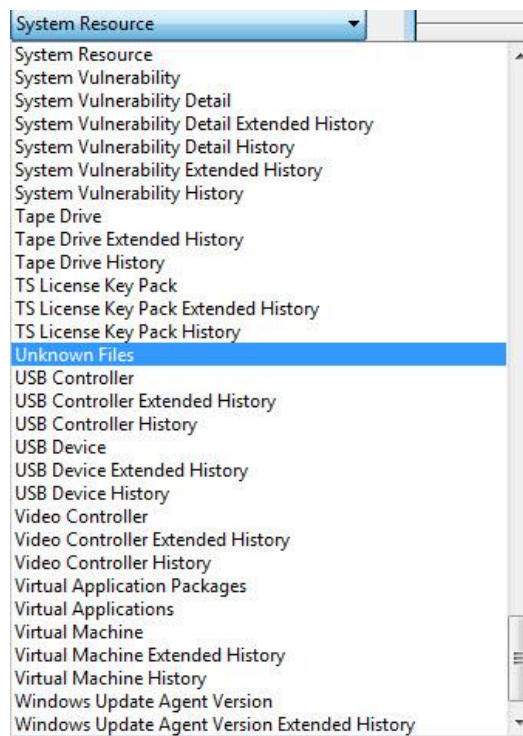 System Resource
System Resource
System Vulnerability
System Vulnerability Detail
System Vulnerability Detail Extended History
System Vulnerability Detail History
System Vulnerability Extended History
System Vulnerability History
Tape Drive
Tape Drive Extended History
Tape Drive History
TS License Key Pack
TS License Key Pack Extended History
TS License Key Pack History
Unknown Files
USB Controller
USB Controller Extended History
USB Controller History
USB Device
USB Device Extended History
USB Device History
Video Controller
Video Controller Extended History
Video Controller History
Virtual Application Packages
Virtual Applications
Virtual Machine
Virtual Machine Extended History
Virtual Machine History
Windows Update Agent Version
Windows Update Agent Version Extended History